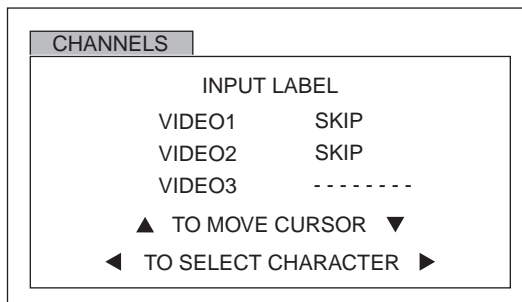 CHANNELS
INPUT LABEL
VIDEO1 SKIP
VIDEO2 SKIP
VIDEO3 - - - - - - - -
▲ TO MOVE CURSOR ▼
◀ TO SELECT CHARACTER ▶